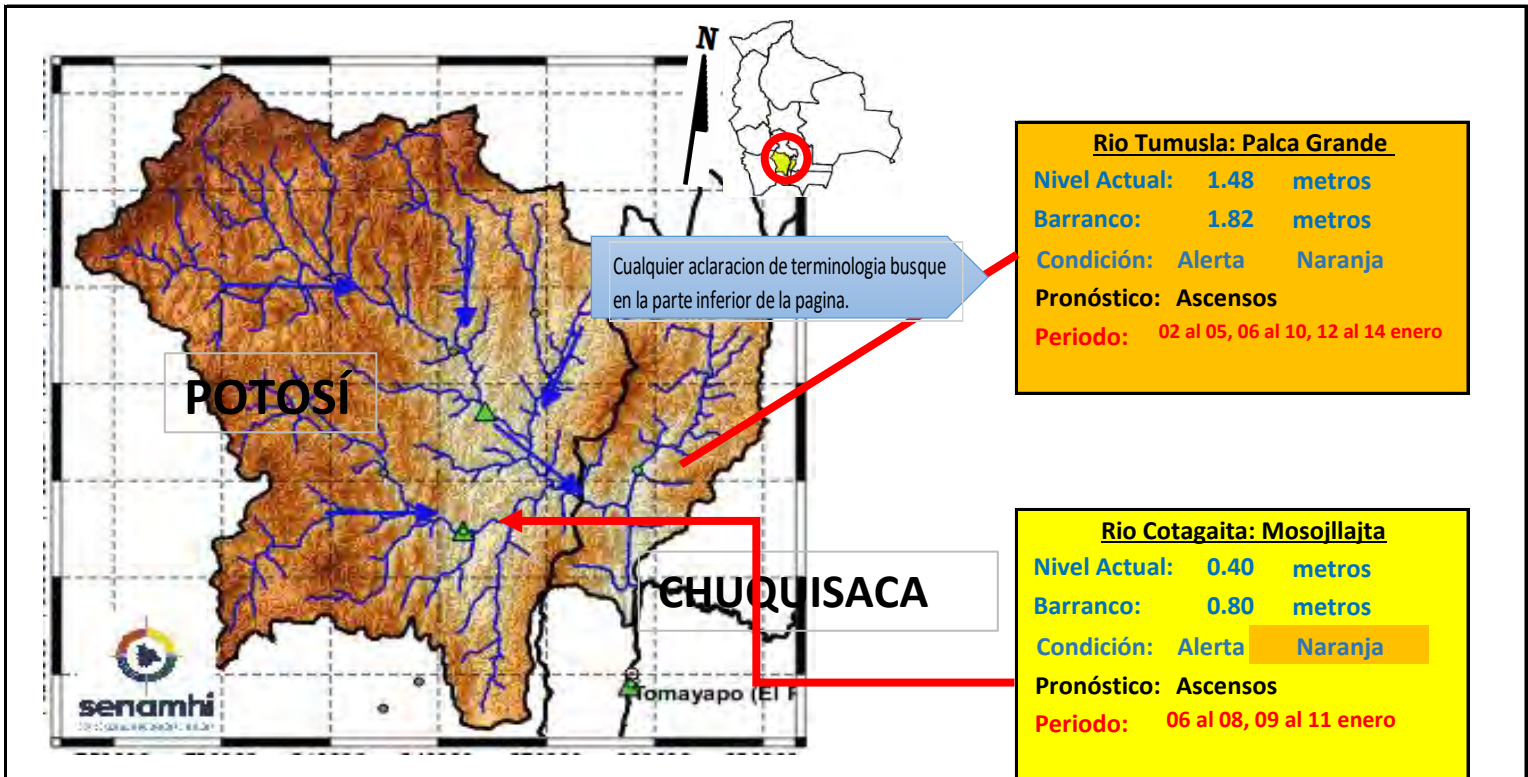 N
Cualquier aclaracion de terminologia busque
en la parte inferior de la pagina.
POTOSÍ
CHUQUISACA
Tomayapo (El
senamhi
Rio Tumusla: Palca Grande
Nivel Actual: 1.48 metros
Barranco: 1.82 metros
Condición: Alerta Naranja
Pronóstico: Ascensos
Periodo: 02 al 05, 06 al 10, 12 al 14 enero
Rio Cotagaita: Mosojllajta
Nivel Actual: 0.40 metros
Barranco: 0.80 metros
Condición: Alerta Naranja
Pronóstico: Ascensos
Periodo: 06 al 08, 09 al 11 enero